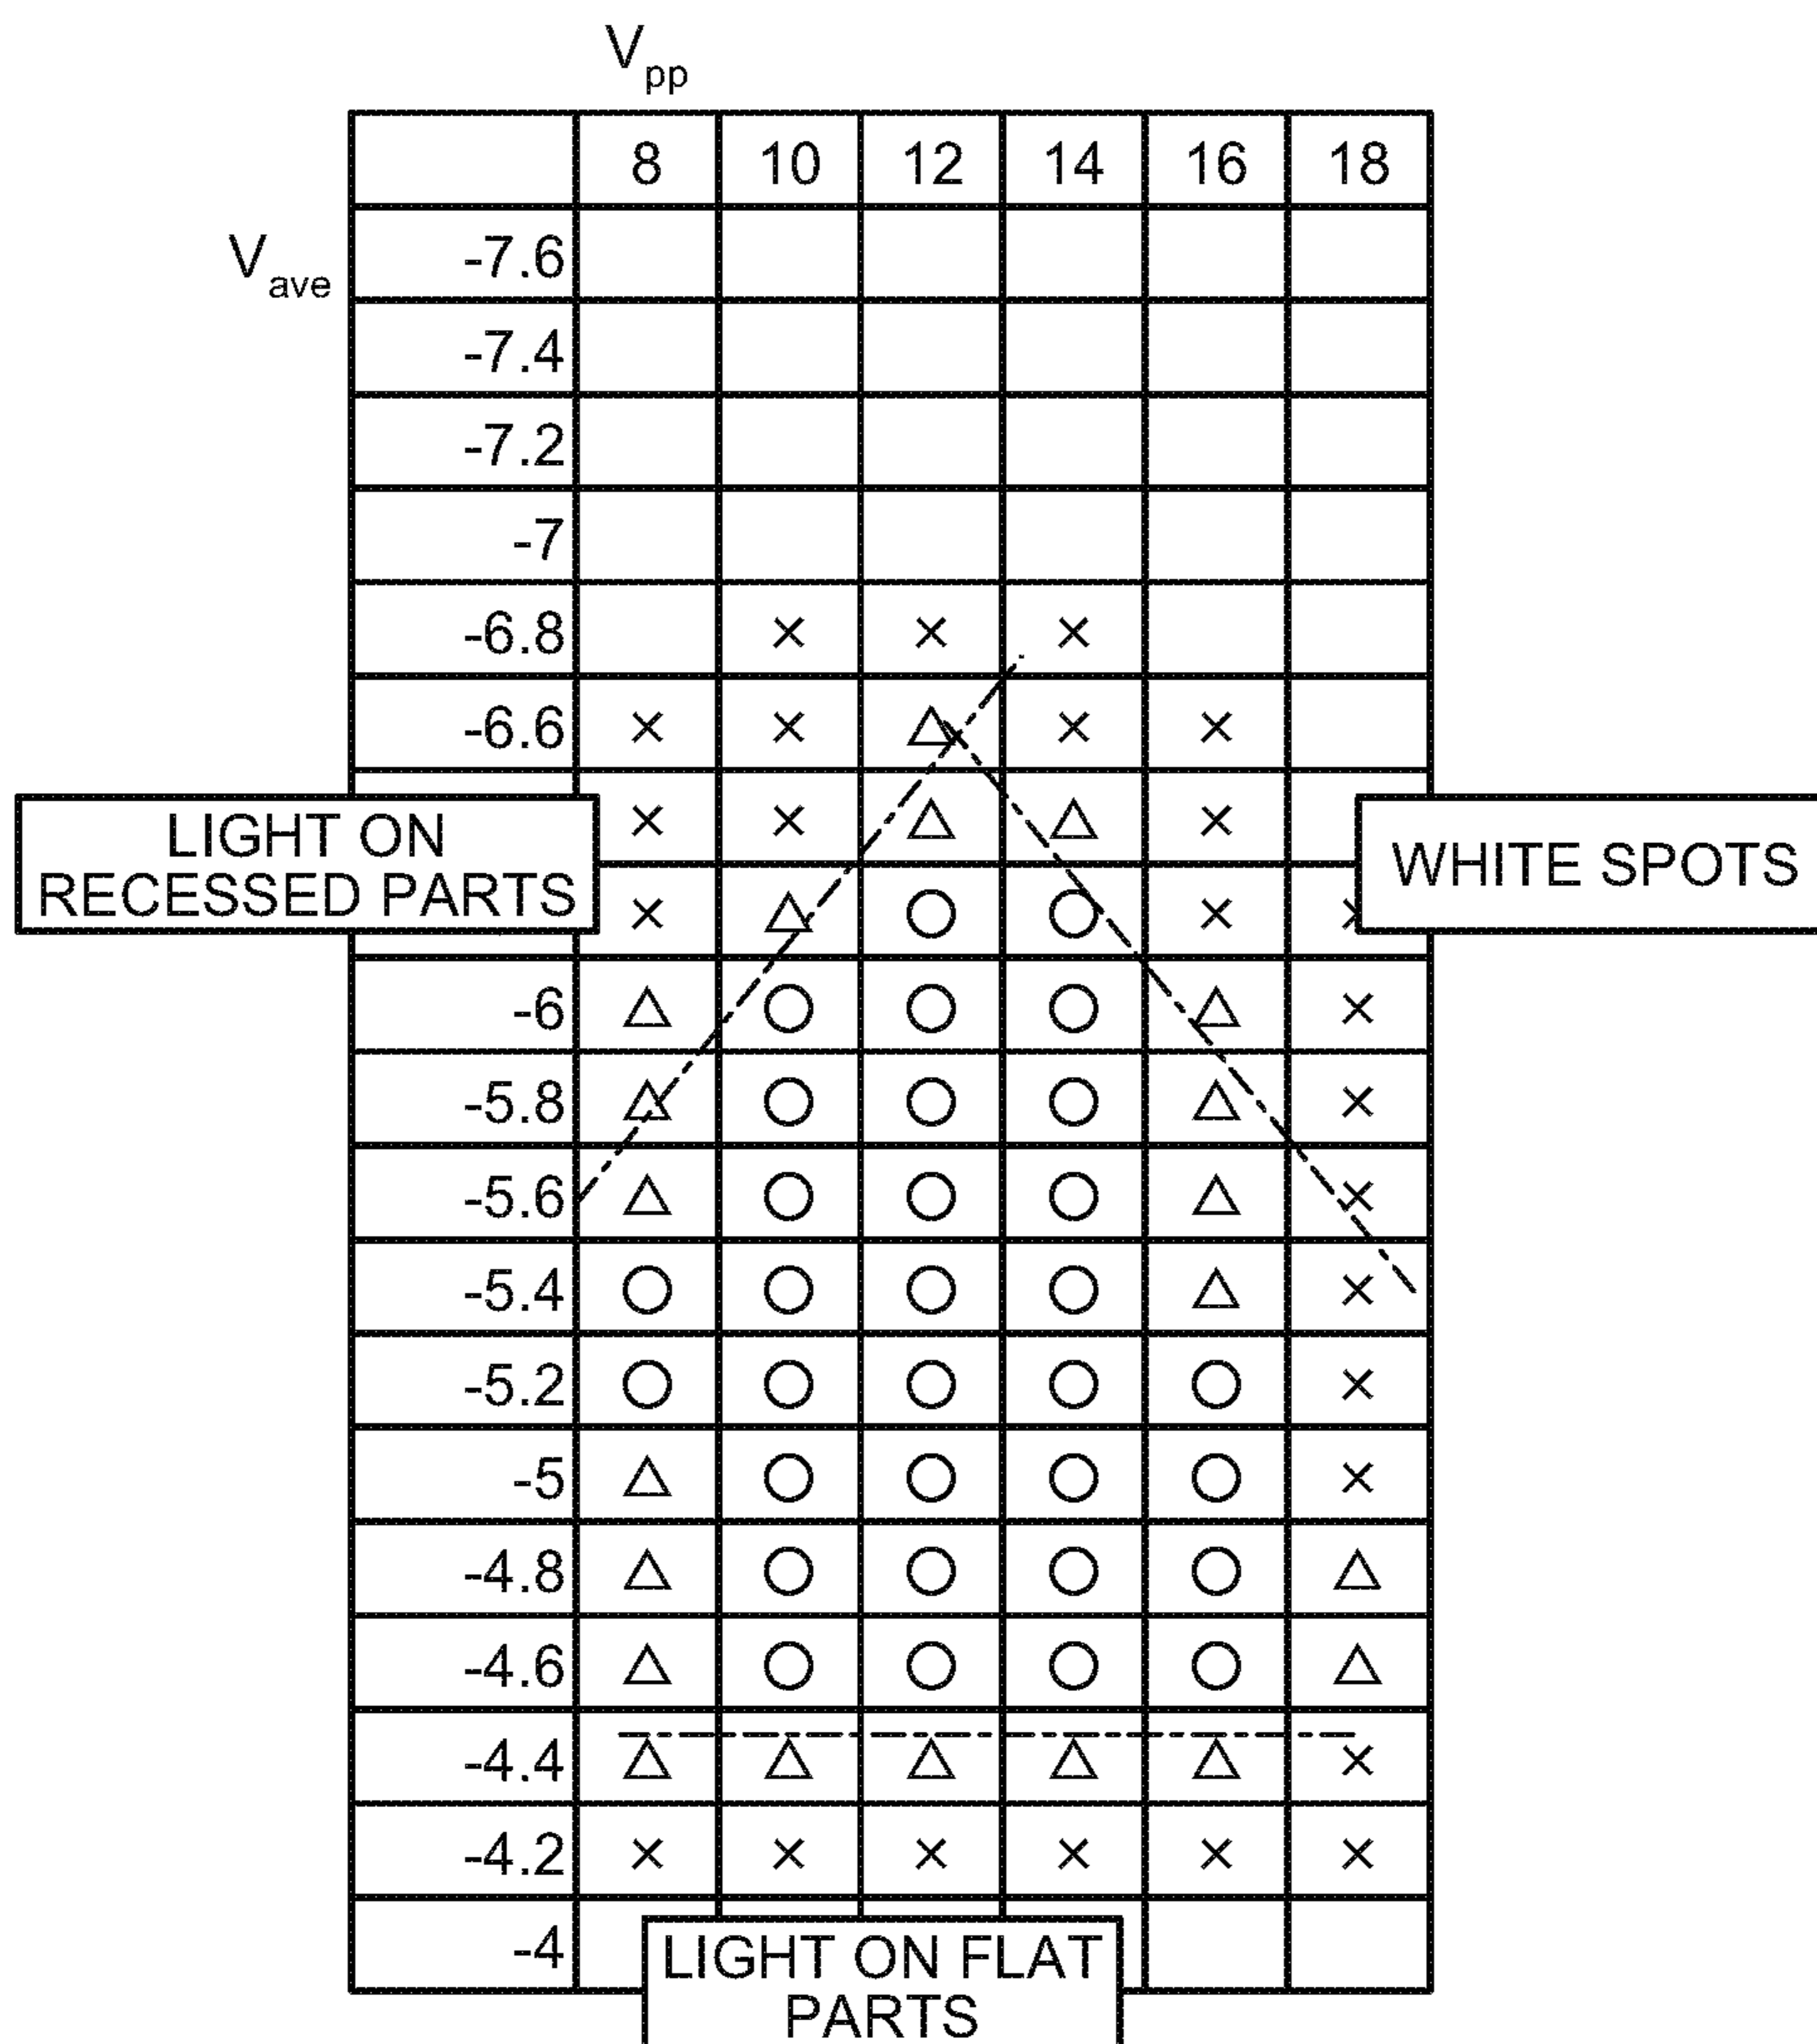 Vpp
8 10 12 14 16 18
Vave
-7.6
-7.4
-7.2
-7
-6.8 × × ×
-6.6 × × △ × ×
× × △ △ ×
LIGHT ON
RECESSED PARTS
WHITE SPOTS
× △ ○ ○ × ×
-6 △ ○ ○ ○ △ ×
-5.8 △ ○ ○ ○ △ ×
-5.6 △ ○ ○ ○ △ ×
-5.4 ○ ○ ○ ○ △ ×
-5.2 ○ ○ ○ ○ ○ ×
-5 △ ○ ○ ○ ○ ×
-4.8 △ ○ ○ ○ ○ △
-4.6 △ ○ ○ ○ ○ △
-4.4 △ △ △ △ △ ×
-4.2 × × × × × ×
-4
LIGHT ON FLAT
PARTS